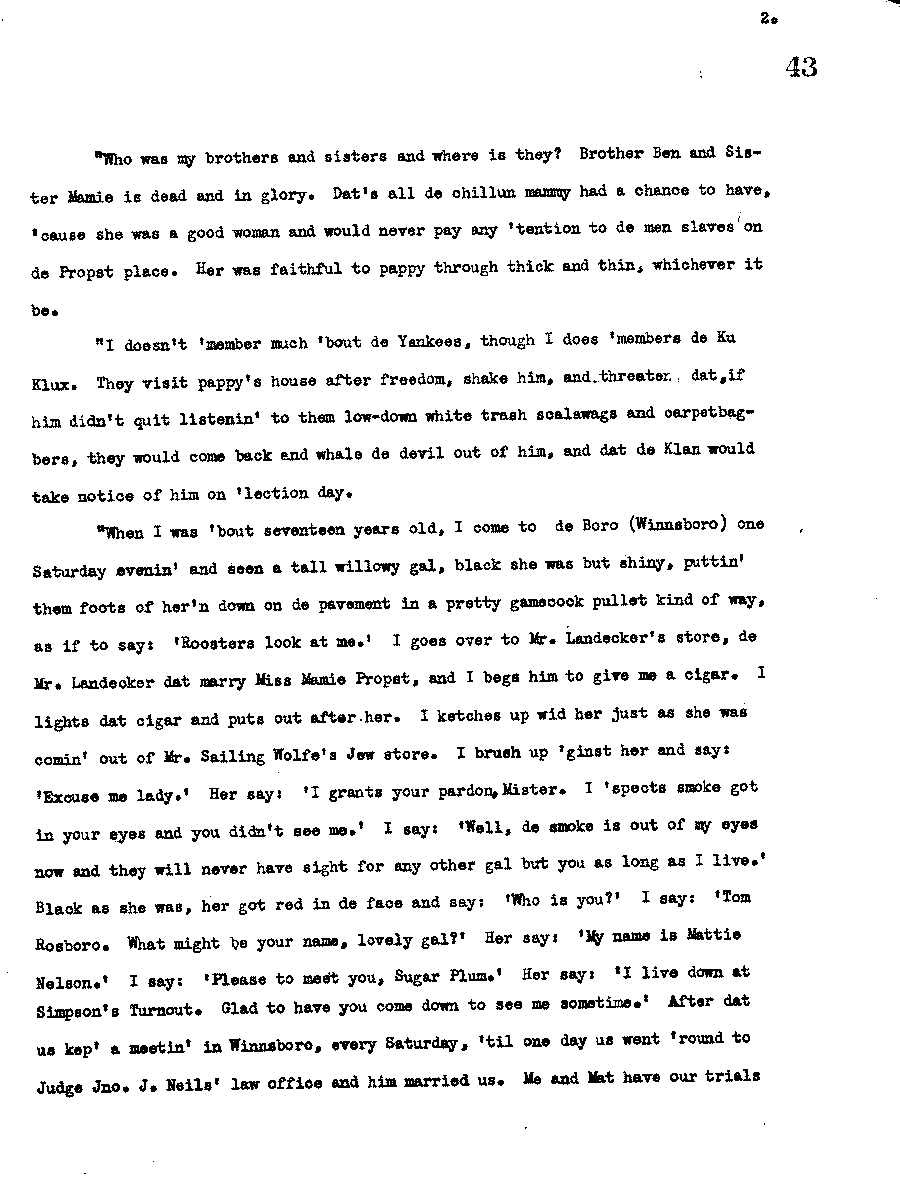 2.
43
"Who was my brothers and sisters and where is they? Brother Ben and Sis-
ter Mamie is dead and in glory. Dat's all de chillun mammy had a chance to have,
'cause she was a good woman and would never pay any 'tention to de men slaves on
de Propst place. Her was faithful to pappy through thick and thin, whichever it
be.
"I doesn't 'member much 'bout de Yankees, though I does 'members de Ku
Klux. They visit pappy's house after freedom, shake him, and threaten dat, if
him didn't quit listenin' to them low-down white trash scalawags and carpetbag-
bers, they would come back and whale de devil out of him, and dat de Klan would
take notice of him on 'lection day.
"When I was 'bout seventeen years old, I come to de Boro (Winnsboro) one
Saturday evenin' and seen a tall willowy gal, black she was but shiny, puttin'
them foots of her'n down on de pavement in a pretty gamecock pullet kind of way,
as if to say: 'Roosters look at me.' I goes over to Mr. Landecker's store, de
Mr. Landecker dat marry Miss Mamie Propst, and I begs him to give me a cigar. I
lights dat cigar and puts out after her. I ketches up wid her just as she was
comin' out of Mr. Sailing Wolfe's Jew store. I brush up 'ginst her and say:
'Excuse me lady.' Her say: 'I grants your pardon, Mister. I 'spects smoke got
in your eyes and you didn't see me.' I say: 'Well, de smoke is out of my eyes
now and they will never have sight for any other gal but you as long as I live.'
Black as she was, her got red in de face and say: 'Who is you?' I say: 'Tom
Rosboro. What might be your name, lovely gal?' Her say: 'My name is Mattie
Nelson.' I say: 'Please to meet you, Sugar Plum.' Her say: 'I live down at
Simpson's Turnout. Glad to have you come down to see me sometime.' After dat
us kep' a meetin' in Winnsboro, every Saturday, 'til one day us went 'round to
Judge Jno. J. Neils' law office and him married us. Me and Mat have our trials